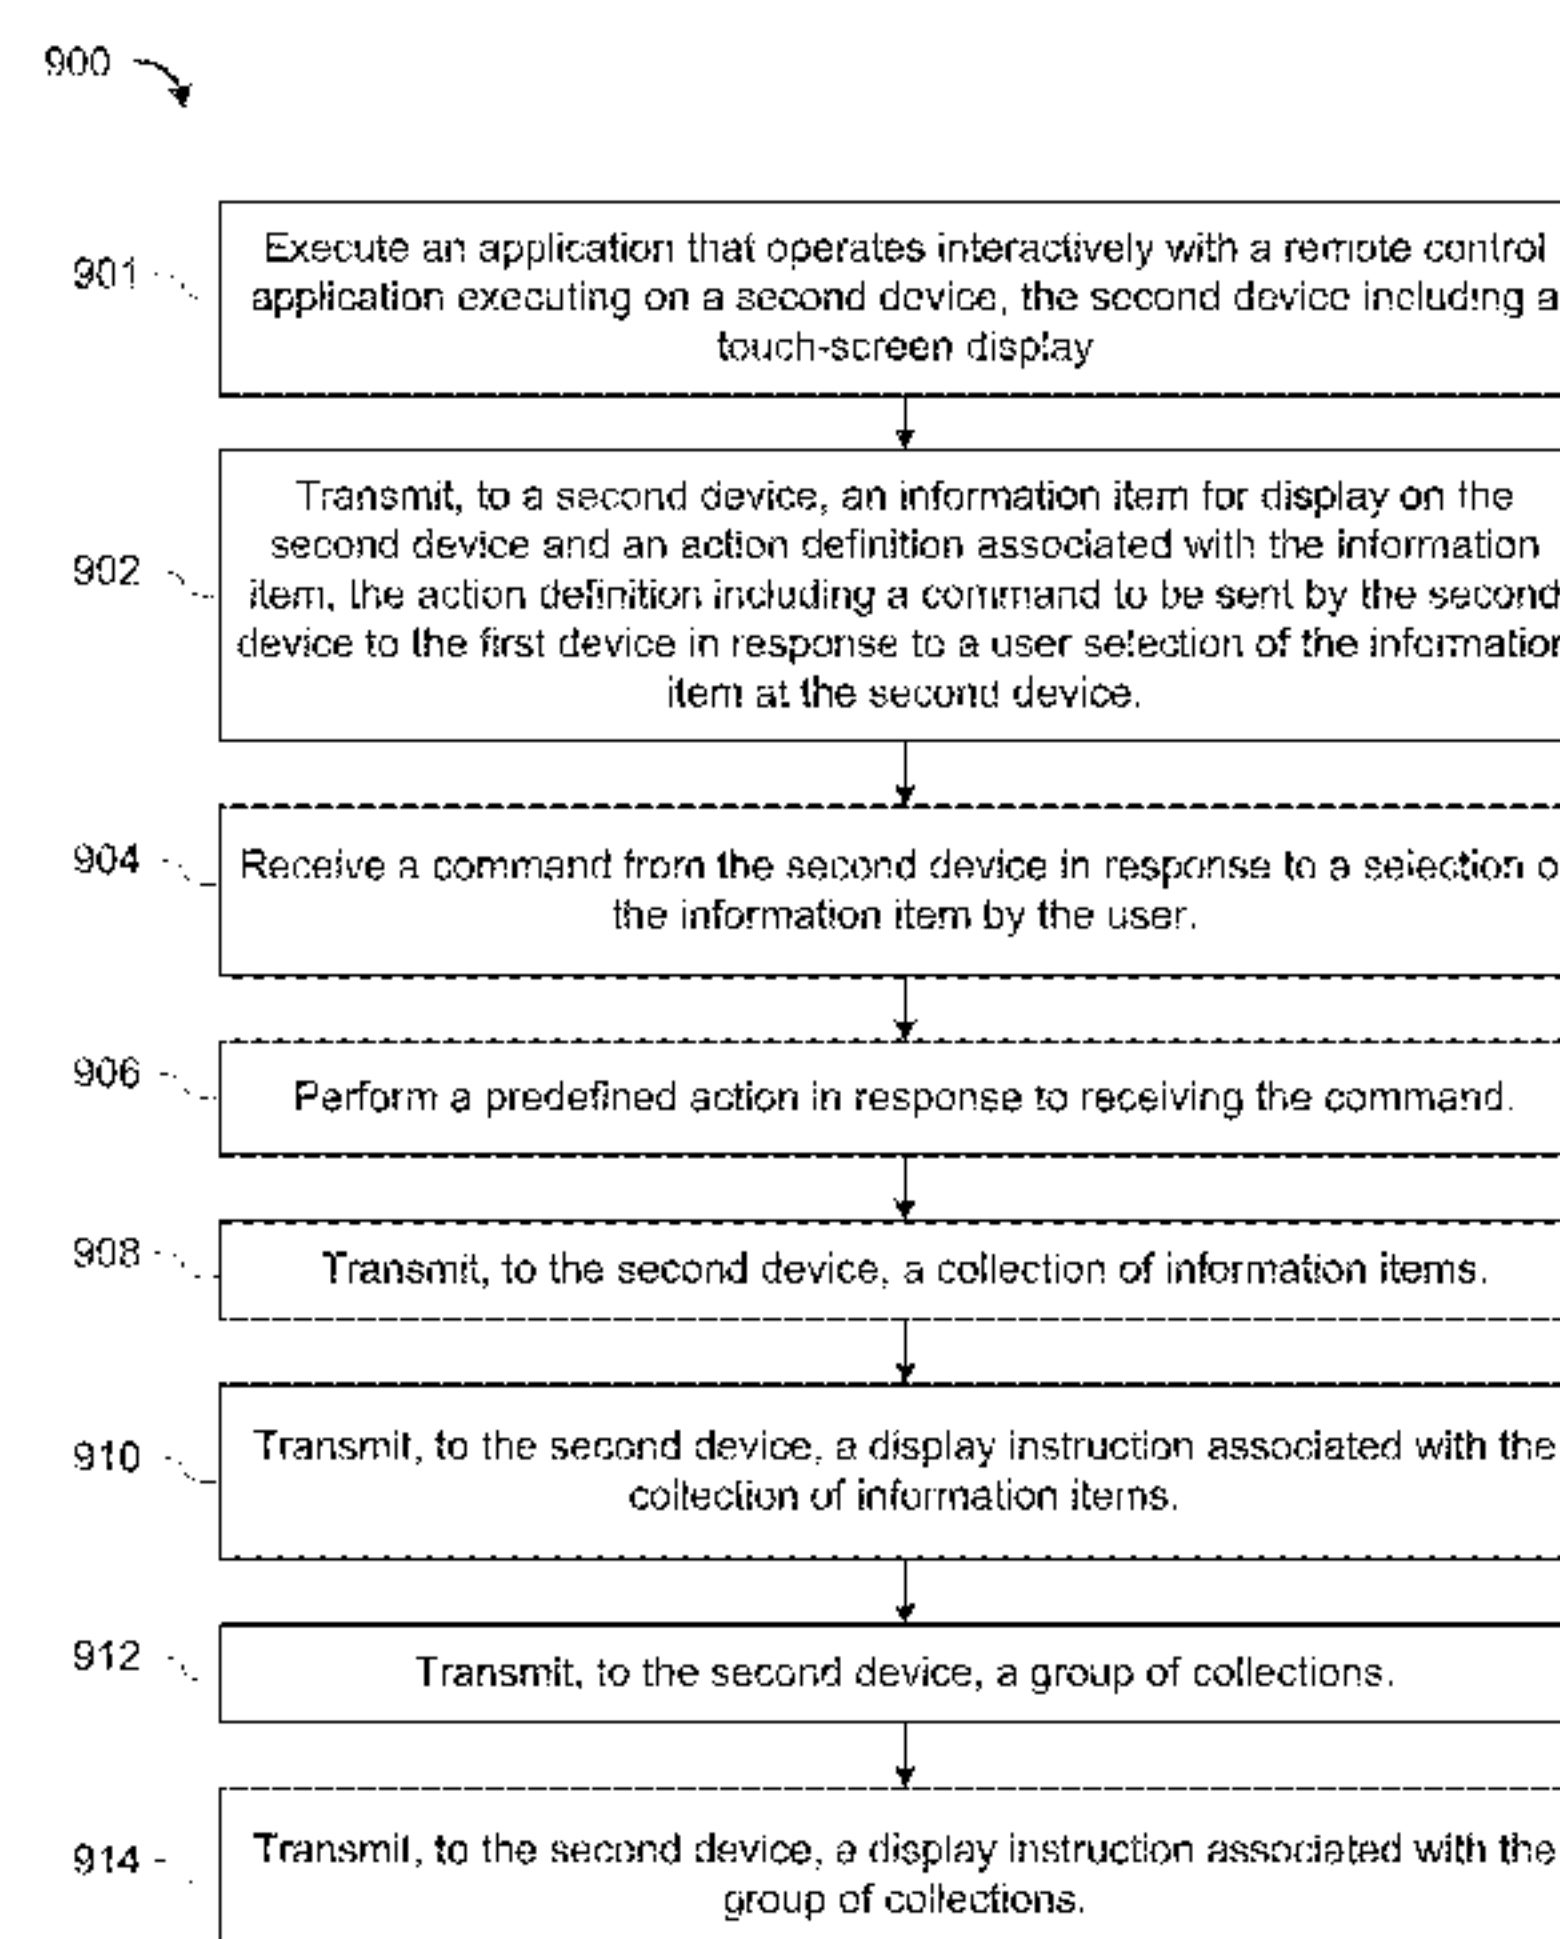 900
901
Execute an application that operates interactively with a remote control
application executing on a second device, the second device including a
touch-screen display
902
Transmit, to a second device, an information item for display on the
second device and an action definition associated with the information
item, the action definition including a command to be sent by the second
device to the first device in response to a user selection of the information
item at the second device.
904
Receive a command from the second device in response to a selection o
the information item by the user.
906
Perform a predefined action in response to receiving the command.
908
Transmit, to the second device, a collection of information items.
910
Transmit, to the second device, a display instruction associated with the
collection of information items.
912
Transmit, to the second device, a group of collections.
914
Transmit, to the second device, a display instruction associated with the
group of collections.